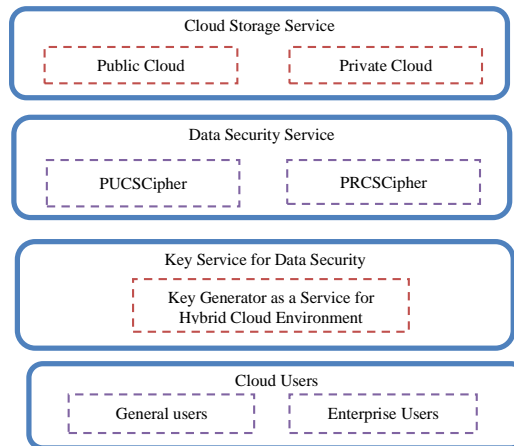 Cloud Storage Service
Public Cloud
Private Cloud
Data Security Service
PUCSCipher
PRCSCipher
Key Service for Data Security
Key Generator as a Service for
Hybrid Cloud Environment
Cloud Users
General users
Enterprise Users